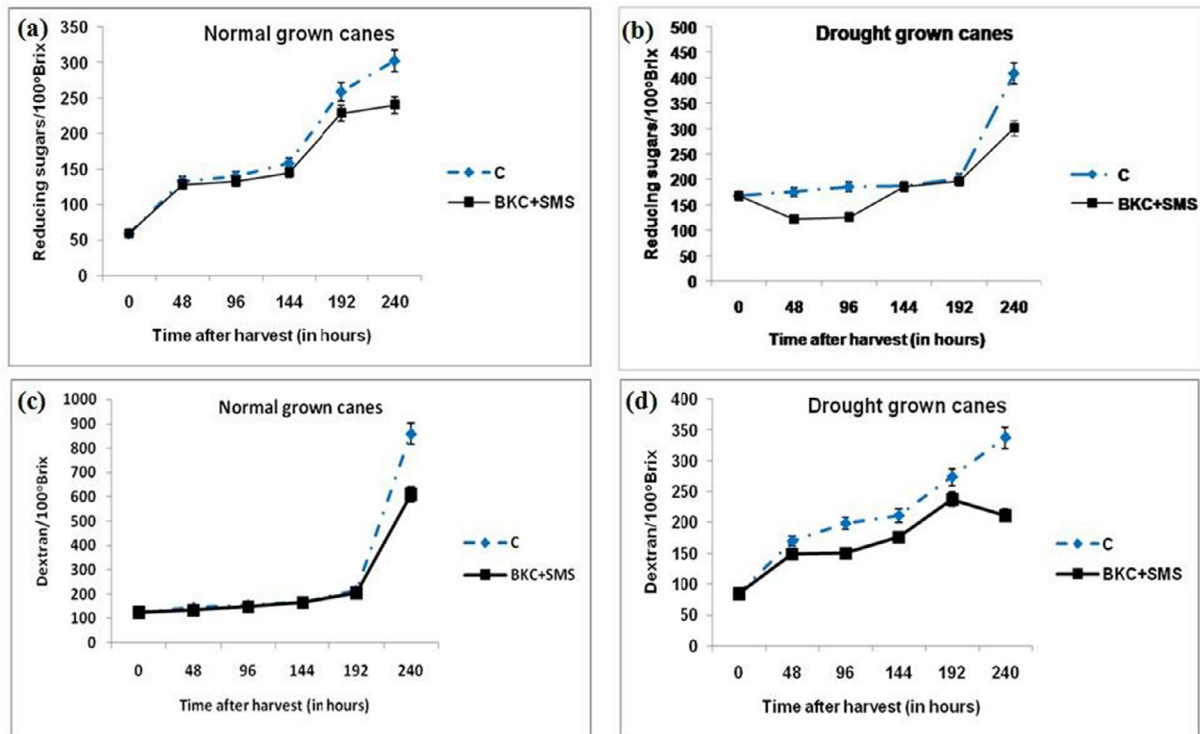 (a)
Normal grown canes
Reducing sugars/100°Brix
350
300
250
200
150
100
50
0
0 48 96 144 192 240
Time after harvest (in hours)
C
BKC+SMS
(b)
Drought grown canes
Reducing sugars/100°Brix
500
450
400
350
300
250
200
150
100
50
0
0 48 96 144 192 240
Time after harvest (in hours)
C
BKC+SMS
(c)
Normal grown canes
Dextran/100°Brix
1000
900
800
700
600
500
400
300
200
100
0
0 48 96 144 192 240
Time after harvest (in hours)
C
BKC+SMS
(d)
Drought grown canes
Dextran/100°Brix
400
350
300
250
200
150
100
50
0
0 48 96 144 192 240
Time after harvest (in hours)
C
BKC+SMS